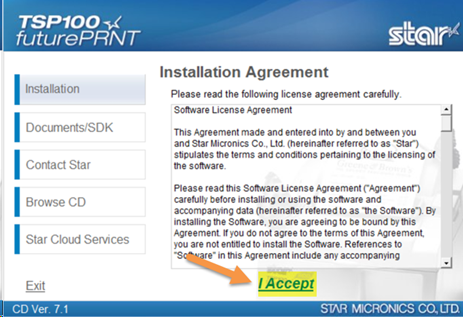 TSP100
futurePRNT
star
Installation
Documents/SDK
Contact Star
Browse CD
Star Cloud Services
Exit
Installation Agreement
Please read the following license agreement carefully.
Software License Agreement
This Agreement made and entered into by and between you
and Star Micronics Co., Ltd. (hereinafter referred to as "Star")
stipulates the terms and conditions pertaining to the licensing of
the software.
Please read this Software License Agreement ("Agreement")
carefully before installing or using the software and
accompanying data (hereinafter referred to as "the Software"). By
installing the Software, you are agreeing to be bound by this
Agreement. If you do not agree to the terms of this Agreement,
you are not entitled to install the Software. References to
"Software" in this Agreement include any accompanying
I Accept
CD Ver. 7.1
STAR MICRONICS CO., LTD.